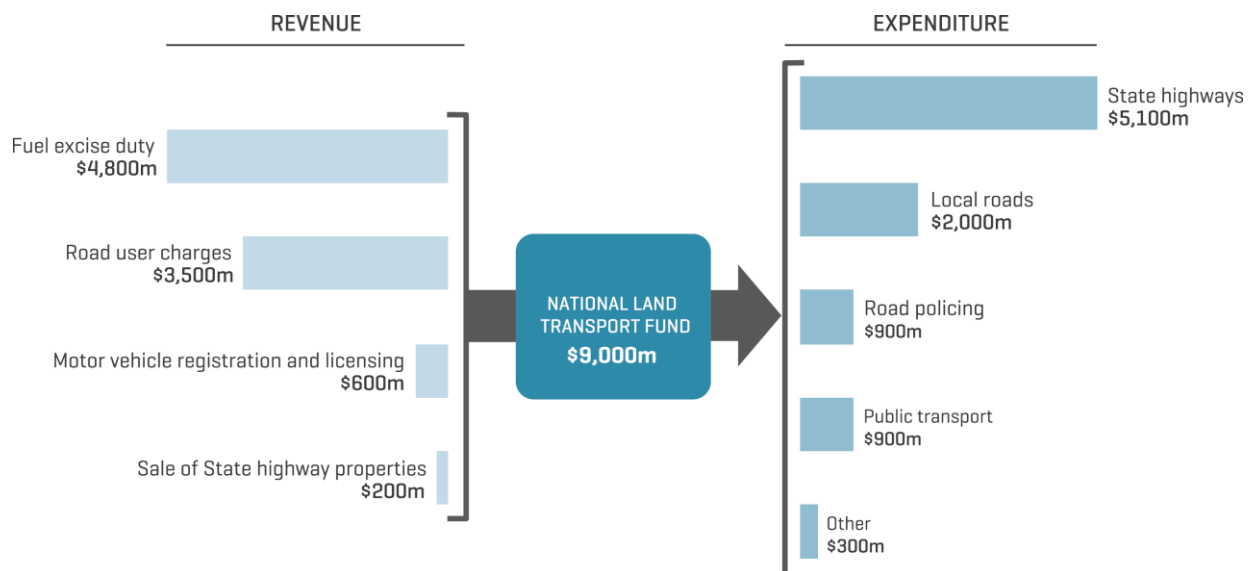 REVENUE
Fuel excise duty
$4,800m
Road user charges
$3,500m
Motor vehicle registration and licensing
$600m
Sale of State highway properties
$200m
NATIONAL LAND
TRANSPORT FUND
$9,000m
EXPENDITURE
State highways
$5,100m
Local roads
$2,000m
Road policing
$900m
Public transport
$900m
Other
$300m